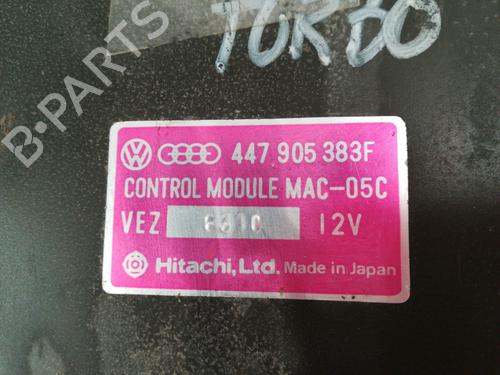 TURBO
B-PARTS
447 905 383F
CONTROL MODULE MAC-05C
VEZ 12V
Hitachi, Ltd. Made in Japan